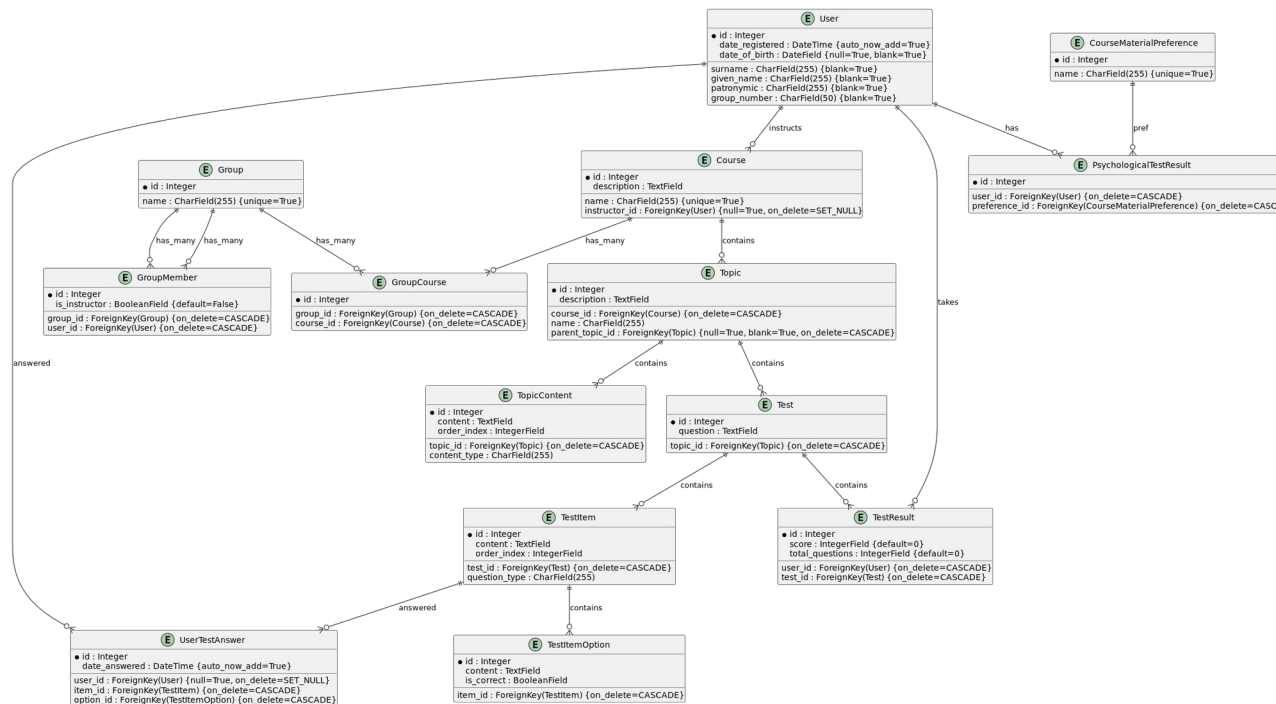 E User
id : Integer
date_registered : DateTime {auto_now_add=True}
date_of_birth : DateField {null=True, blank=True}
surname : CharField(255) {blank=True}
given_name : CharField(255) {blank=True}
patronymic : CharField(255) {blank=True}
group_number : CharField(50) {blank=True}
E CourseMaterialPreference
id : Integer
name : CharField(255) {unique=True}
instructs
has
pref
E Group
id : Integer
name : CharField(255) {unique=True}
E Course
id : Integer
description : TextField
name : CharField(255) {unique=True}
instructor_id : ForeignKey(User) {null=True, on_delete=SET_NULL}
E PsychologicalTestResult
id : Integer
user_id : ForeignKey(User) {on_delete=CASCADE}
preference_id : ForeignKey(CourseMaterialPreference) {on_delete=CASC
has_many
has_many
has_many
has_many
contains
E GroupMember
id : Integer
is_instructor : BooleanField {default=False}
group_id : ForeignKey(Group) {on_delete=CASCADE}
user_id : ForeignKey(User) {on_delete=CASCADE}
E GroupCourse
id : Integer
group_id : ForeignKey(Group) {on_delete=CASCADE}
course_id : ForeignKey(Course) {on_delete=CASCADE}
E Topic
id : Integer
description : TextField
course_id : ForeignKey(Course) {on_delete=CASCADE}
name : CharField(255)
parent_topic_id : ForeignKey(Topic) {null=True, blank=True, on_delete=CASCADE}
takes
answered
contains
contains
E TopicContent
id : Integer
content : TextField
order_index : IntegerField
topic_id : ForeignKey(Topic) {on_delete=CASCADE}
content_type : CharField(255)
E Test
id : Integer
question : TextField
topic_id : ForeignKey(Topic) {on_delete=CASCADE}
contains
contains
E TestItem
id : Integer
content : TextField
order_index : IntegerField
test_id : ForeignKey(Test) {on_delete=CASCADE}
question_type : CharField(255)
E TestResult
id : Integer
score : IntegerField {default=0}
total_questions : IntegerField {default=0}
user_id : ForeignKey(User) {on_delete=CASCADE}
test_id : ForeignKey(Test) {on_delete=CASCADE}
answered
contains
E UserTestAnswer
id : Integer
date_answered : DateTime {auto_now_add=True}
user_id : ForeignKey(User) {null=True, on_delete=SET_NULL}
item_id : ForeignKey(TestItem) {on_delete=CASCADE}
option_id : ForeignKey(TestItemOption) {on_delete=CASCADE}
E TestItemOption
id : Integer
content : TextField
is_correct : BooleanField
item_id : ForeignKey(TestItem) {on_delete=CASCADE}